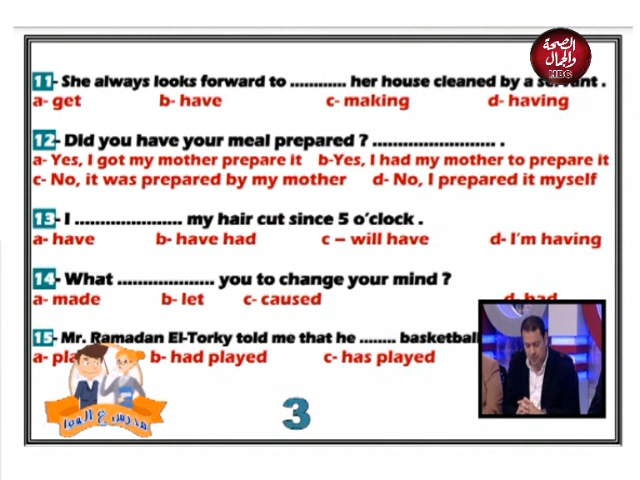 الصحة
والجمال
HBC
11- She always looks forward to ............ her house cleaned by a servant .
a- get b- have c- making d- having
12- Did you have your meal prepared ? .......................... .
a- Yes, I got my mother prepare it b-Yes, I had my mother to prepare it
c- No, it was prepared by my mother d- No, I prepared it myself
13- I ...................... my hair cut since 5 o'clock .
a- have b- have had c – will have d- I'm having
14- What .................... you to change your mind ?
a- made b- let c- caused d- had
15- Mr. Ramadan El-Torky told me that he ........ basketball
b- had played c- has played
مدرس ع الهوا
3